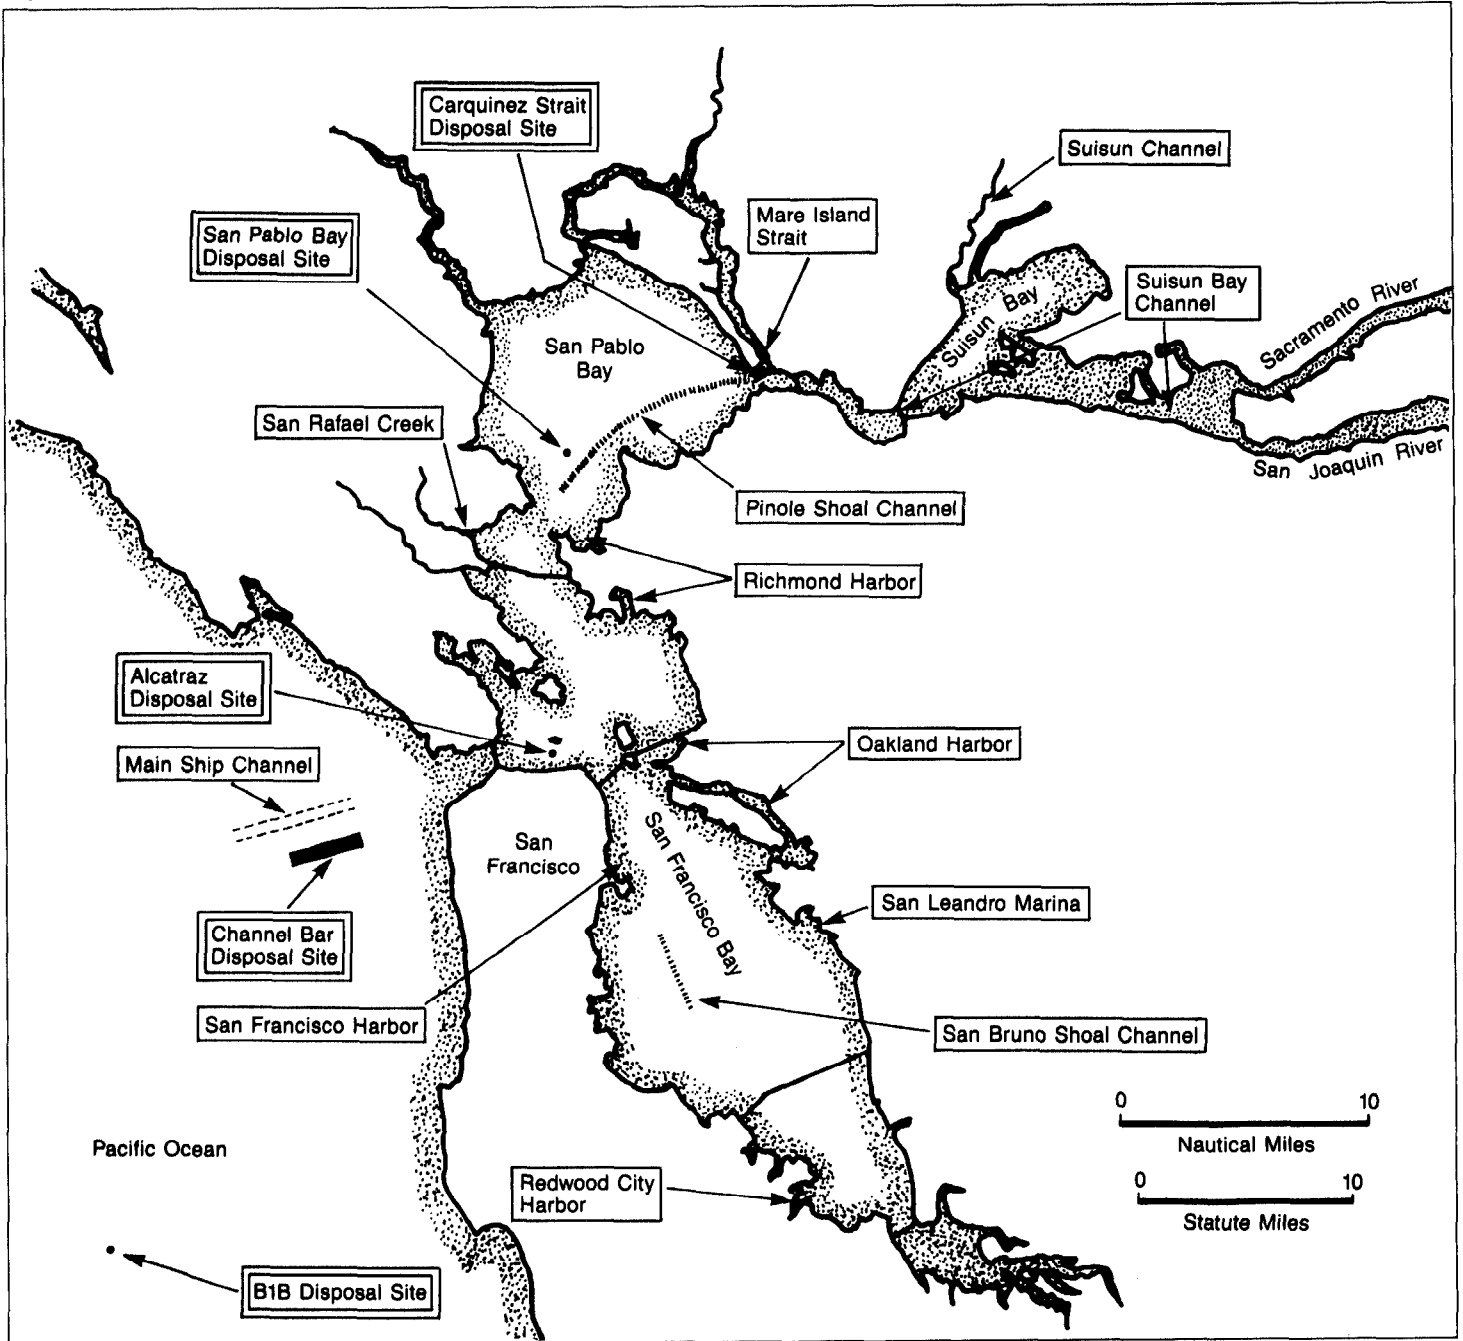 Carquinez Strait
Disposal Site
Suisun Channel
San Pablo Bay
Disposal Site
Mare Island
Strait
Suisun Bay
Channel
Suisun Bay
Sacramento River
San Pablo
Bay
San Rafael Creek
San Joaquin River
Pinole Shoal Channel
Richmond Harbor
Alcatraz
Disposal Site
Oakland Harbor
Main Ship Channel
San
Francisco
San Francisco Bay
San Leandro Marina
Channel Bar
Disposal Site
San Francisco Harbor
San Bruno Shoal Channel
0 10
Nautical Miles
Pacific Ocean
Redwood City
Harbor
0 10
Statute Miles
B1B Disposal Site